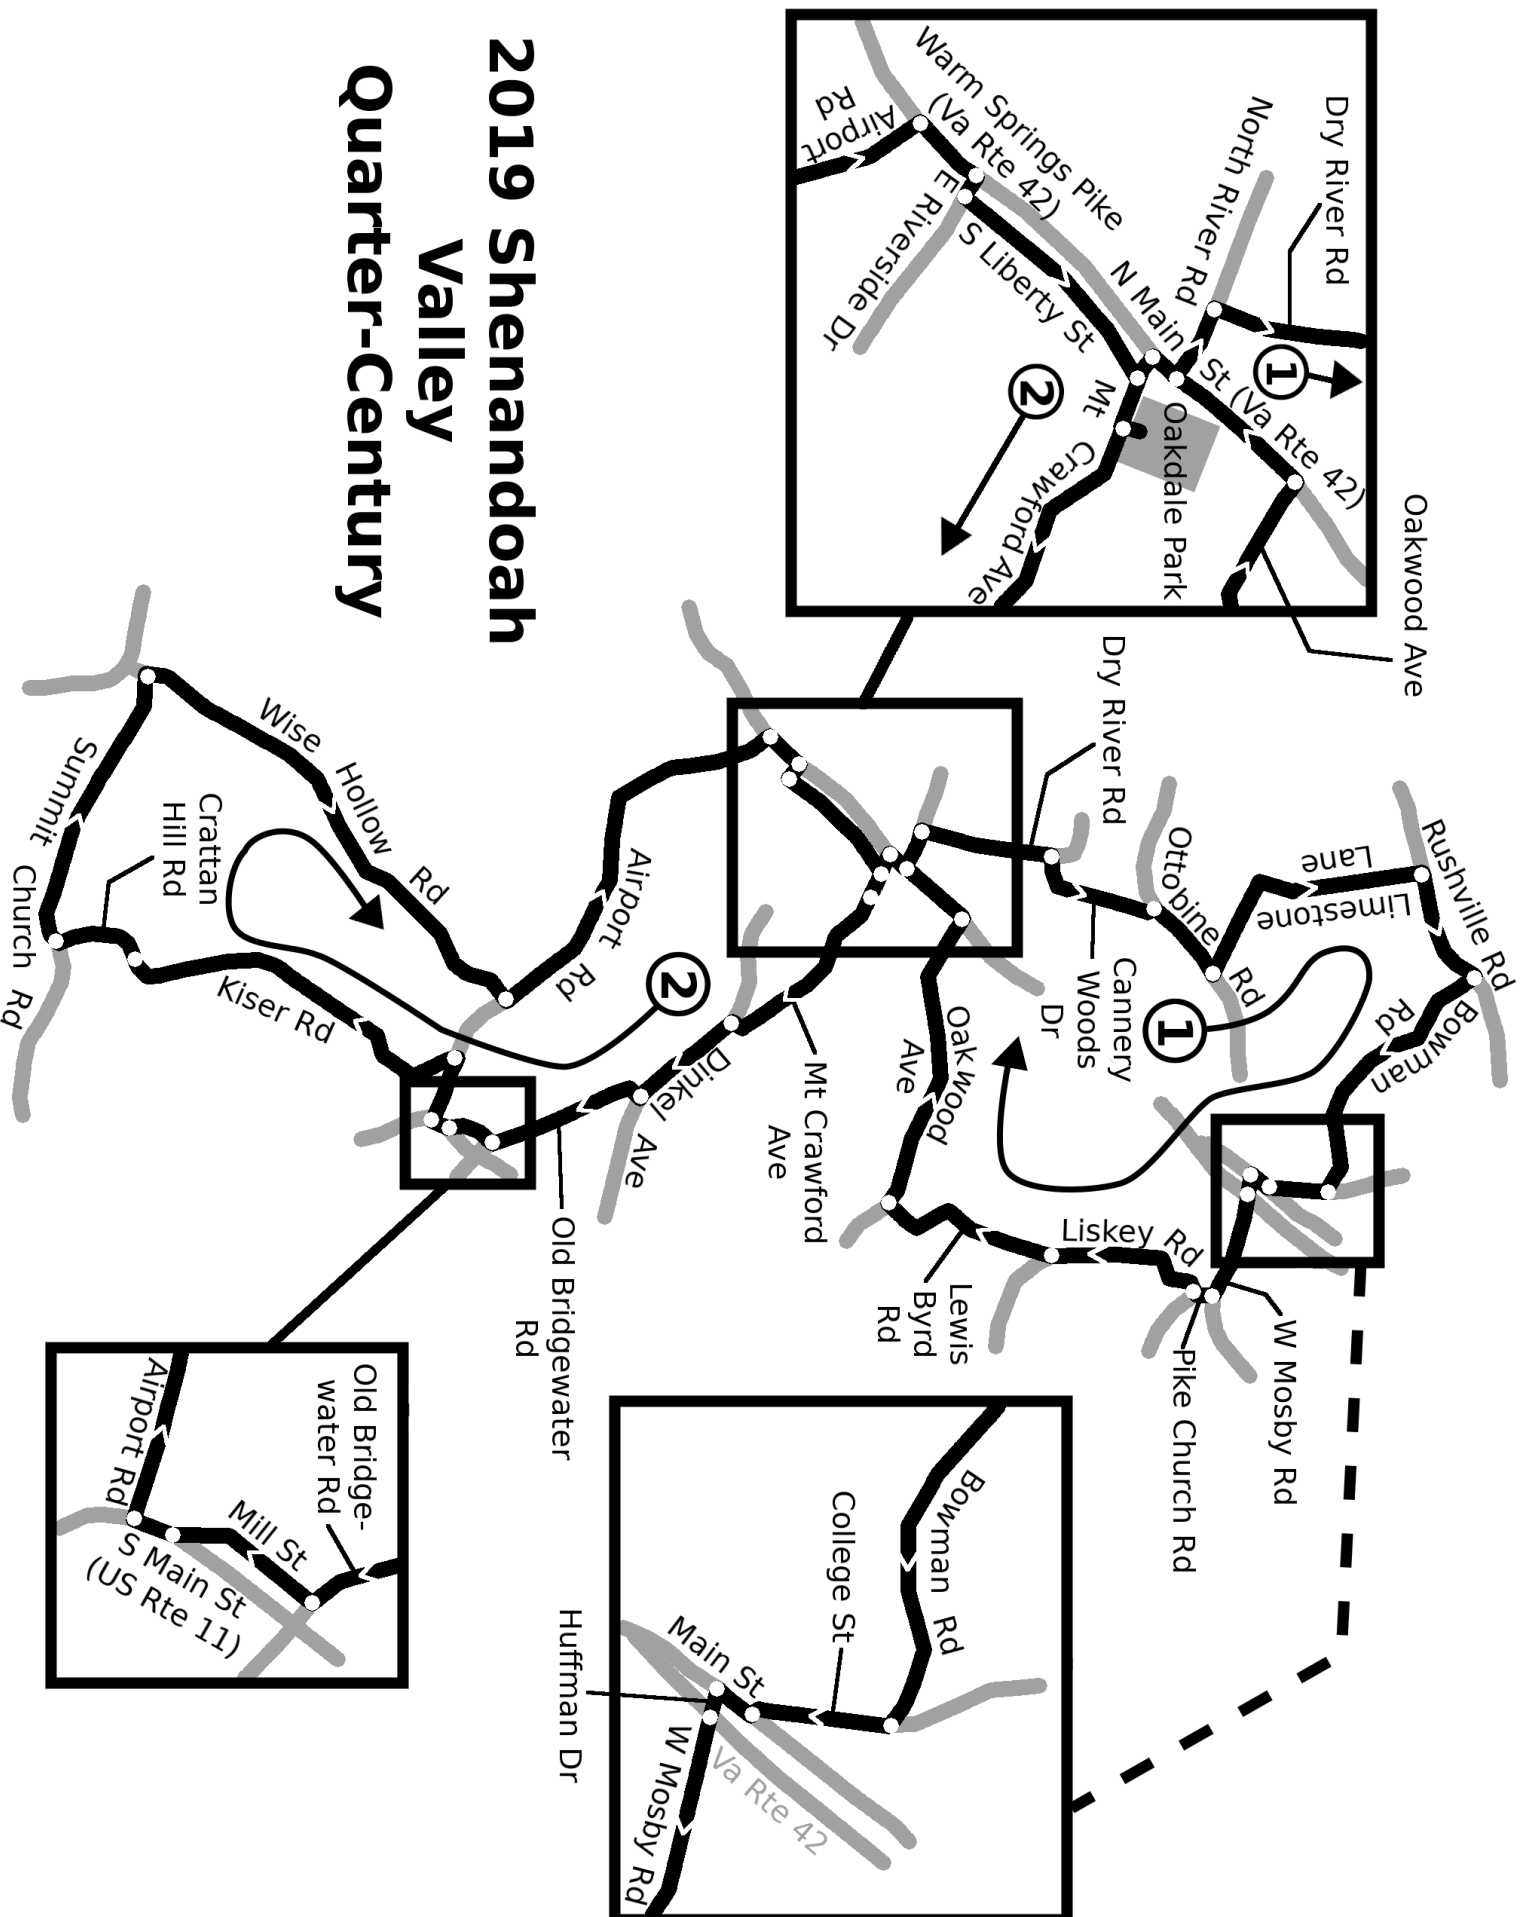 2019 Shenandoah
Valley
Quarter-Century
Dry River Rd
North River Rd
Warm Springs Pike
(Va Rte 42)
Airport
Rd
E Riverside Dr
S Liberty St
N Main St (Va Rte 42)
1
2
Mt Crawford Ave
Oakdale Park
Oakwood Ave
Dry River Rd
Rushville Rd
Limestone
Lane
Ottobine Rd
Bowman
Rd
Cannery
Woods
Dr
1
Oakwood
Ave
Mt Crawford
Ave
Liskey Rd
Lewis
Byrd
Rd
W Mosby Rd
Pike Church Rd
Dinkel Ave
Old Bridgewater
Rd
2
Airport Rd
Wise Hollow Rd
Crattan
Hill Rd
Summit Church Rd
Kiser Rd
Bowman Rd
College St
Main St
Huffman Dr
Va Rte 42
W Mosby Rd
Old Bridge-
water Rd
Mill St
Airport Rd
S Main St
(US Rte 11)